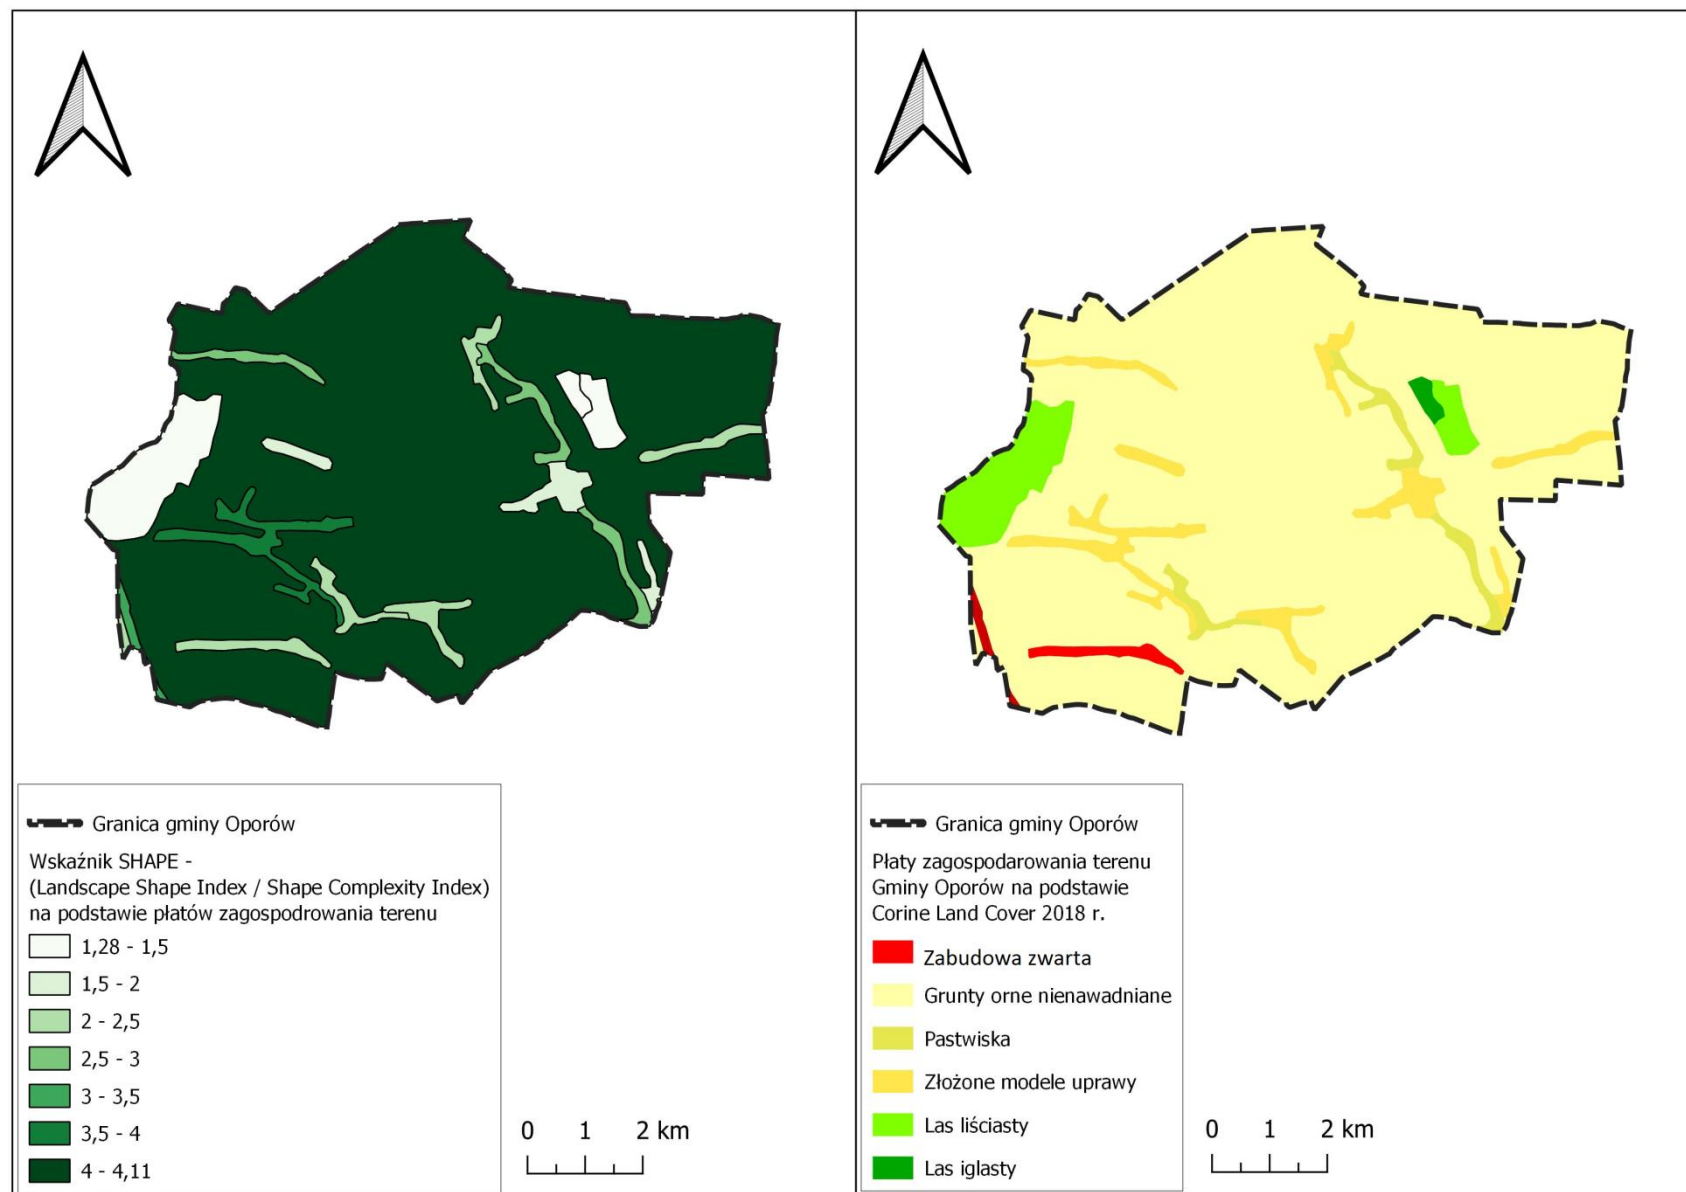 Granica gminy Oporów
Wskaźnik SHAPE -
(Landscape Shape Index / Shape Complexity Index)
na podstawie płatów zagospodrowania terenu
1,28 - 1,5
1,5 - 2
2 - 2,5
2,5 - 3
3 - 3,5
3,5 - 4
4 - 4,11
0 1 2 km
Granica gminy Oporów
Płaty zagospodarowania terenu
Gminy Oporów na podstawie
Corine Land Cover 2018 r.
Zabudowa zwarta
Grunty orne nienawadniane
Pastwiska
Złożone modele uprawy
Las liściasty
Las iglasty
0 1 2 km